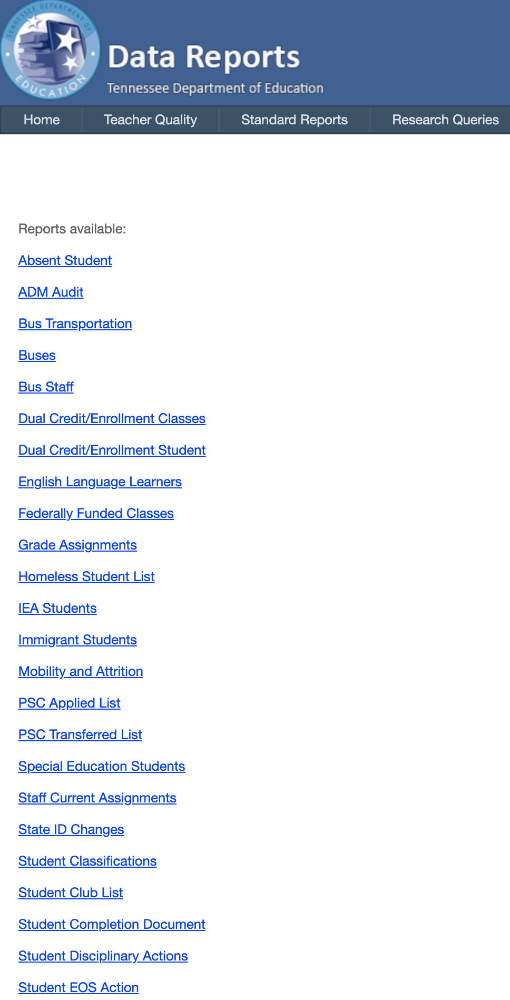 TENNESSEE DEPARTMENT OF
EDUCATION
Data Reports
Tennessee Department of Education
Home Teacher Quality Standard Reports Research Queries
Reports available:
Absent Student
ADM Audit
Bus Transportation
Buses
Bus Staff
Dual Credit/Enrollment Classes
Dual Credit/Enrollment Student
English Language Learners
Federally Funded Classes
Grade Assignments
Homeless Student List
IEA Students
Immigrant Students
Mobility and Attrition
PSC Applied List
PSC Transferred List
Special Education Students
Staff Current Assignments
State ID Changes
Student Classifications
Student Club List
Student Completion Document
Student Disciplinary Actions
Student EOS Action